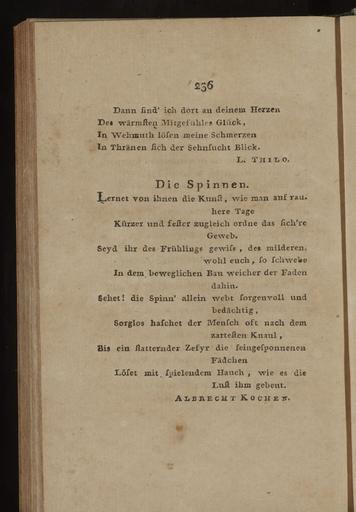 236
Dann find' ich dort an deinem Herzen
Des wärmsten Mitgefühles Glück,
In Wehmuth lösen meine Schmerzen
In Thränen sich der Sehnsucht Blick.
L. THILO.
Die Spinnen.
Lernet von ihnen die Kunst, wie man auf rau-
here Tage
Kürzer und fester zugleich ordne das sich're
Geweb.
Seyd ihr des Frühlings gewiss, des milderen,
wohl euch, so schwebe
In dem beweglichen Bau weicher der Faden
dahin.
Sehet! die Spinn' allein webt sorgenvoll und
bedächtig,
Sorglos haschet der Mensch oft nach dem
zartesten Knaul,
Bis ein flatternder Zefyr die feingesponnenen
Fädchen
Löset mit spielendem Hauch, wie es die
Lust ihm gebeut.
ALBRECHT KOCHEN.